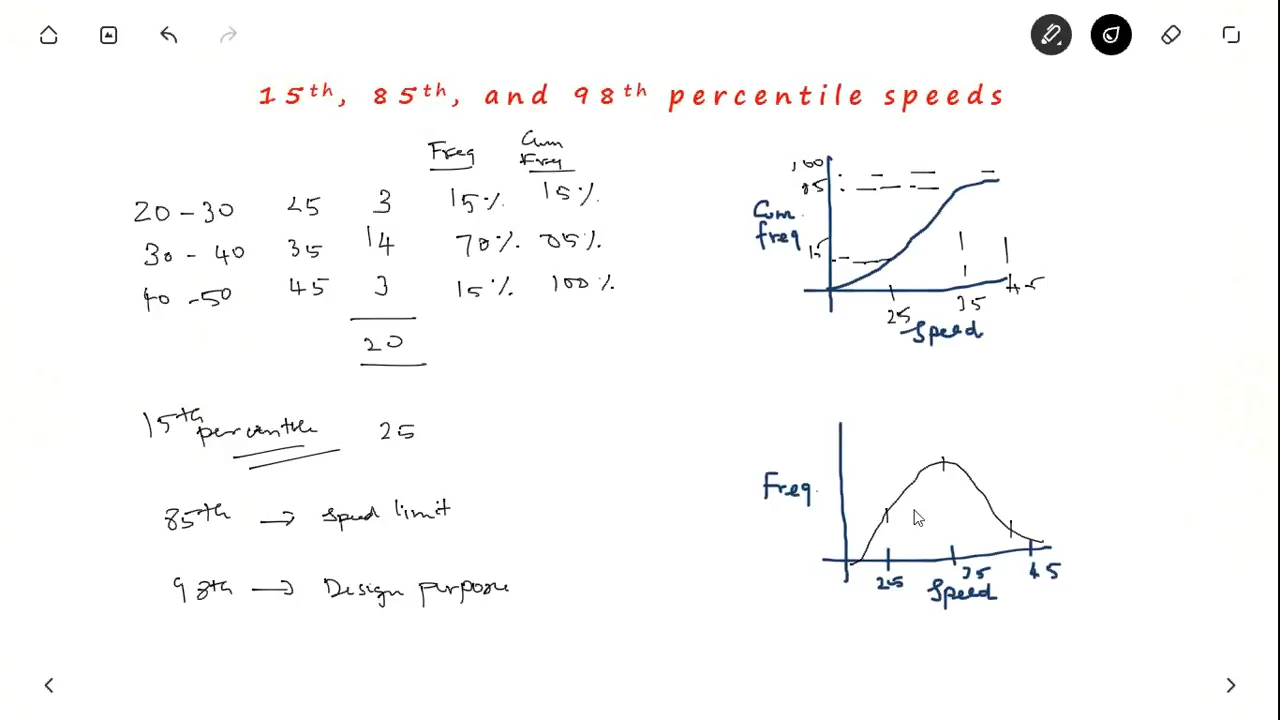 15th, 85th, and 98th percentile speeds
Freq Cum Freq
20 - 30 25 3 15% 15%
30 - 40 35 14 70% 85%
40 - 50 45 3 15% 100%
20
15th percentile 25
85th → Speed limit
98th → Design purpose
100
85
Cum freq
15
25 35 45
Speed
Freq.
25 35 45
Speed